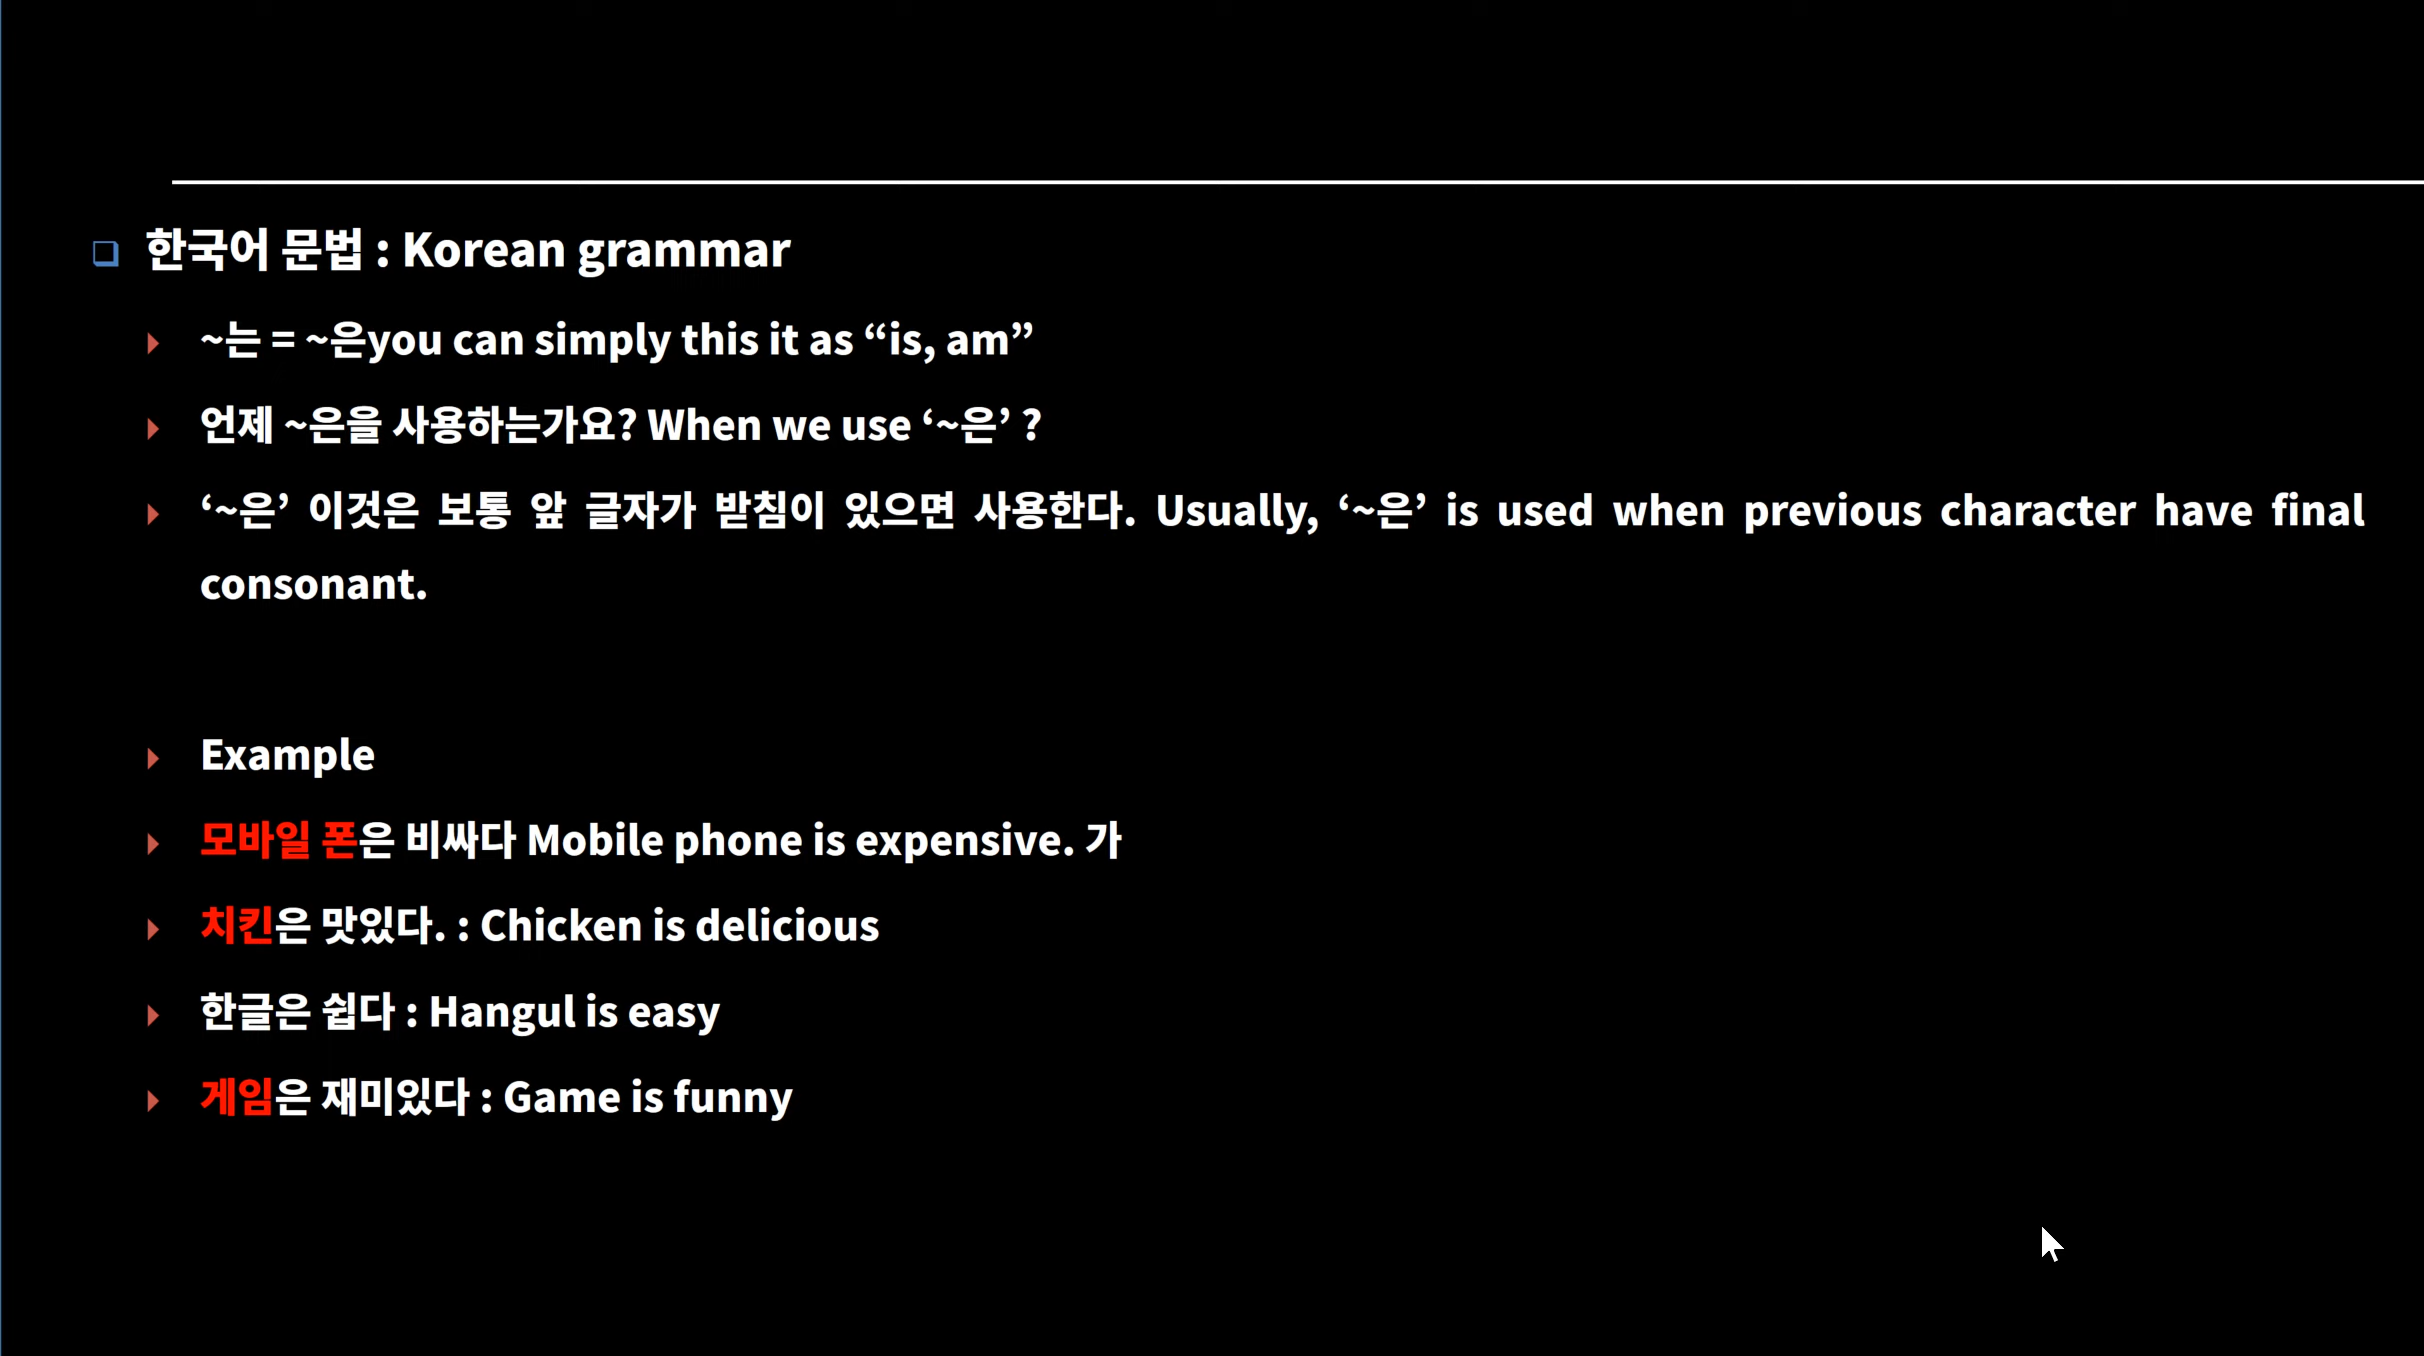 한국어 문법 : Korean grammar
~는 = ~은you can simply this it as “is, am”
언제 ~은을 사용하는가요? When we use ‘~은’ ?
‘~은’ 이것은 보통 앞 글자가 받침이 있으면 사용한다. Usually, ‘~은’ is used when previous character have final
consonant.
Example
모바일 폰은 비싸다 Mobile phone is expensive. 가
치킨은 맛있다. : Chicken is delicious
한글은 쉽다 : Hangul is easy
게임은 재미있다 : Game is funny